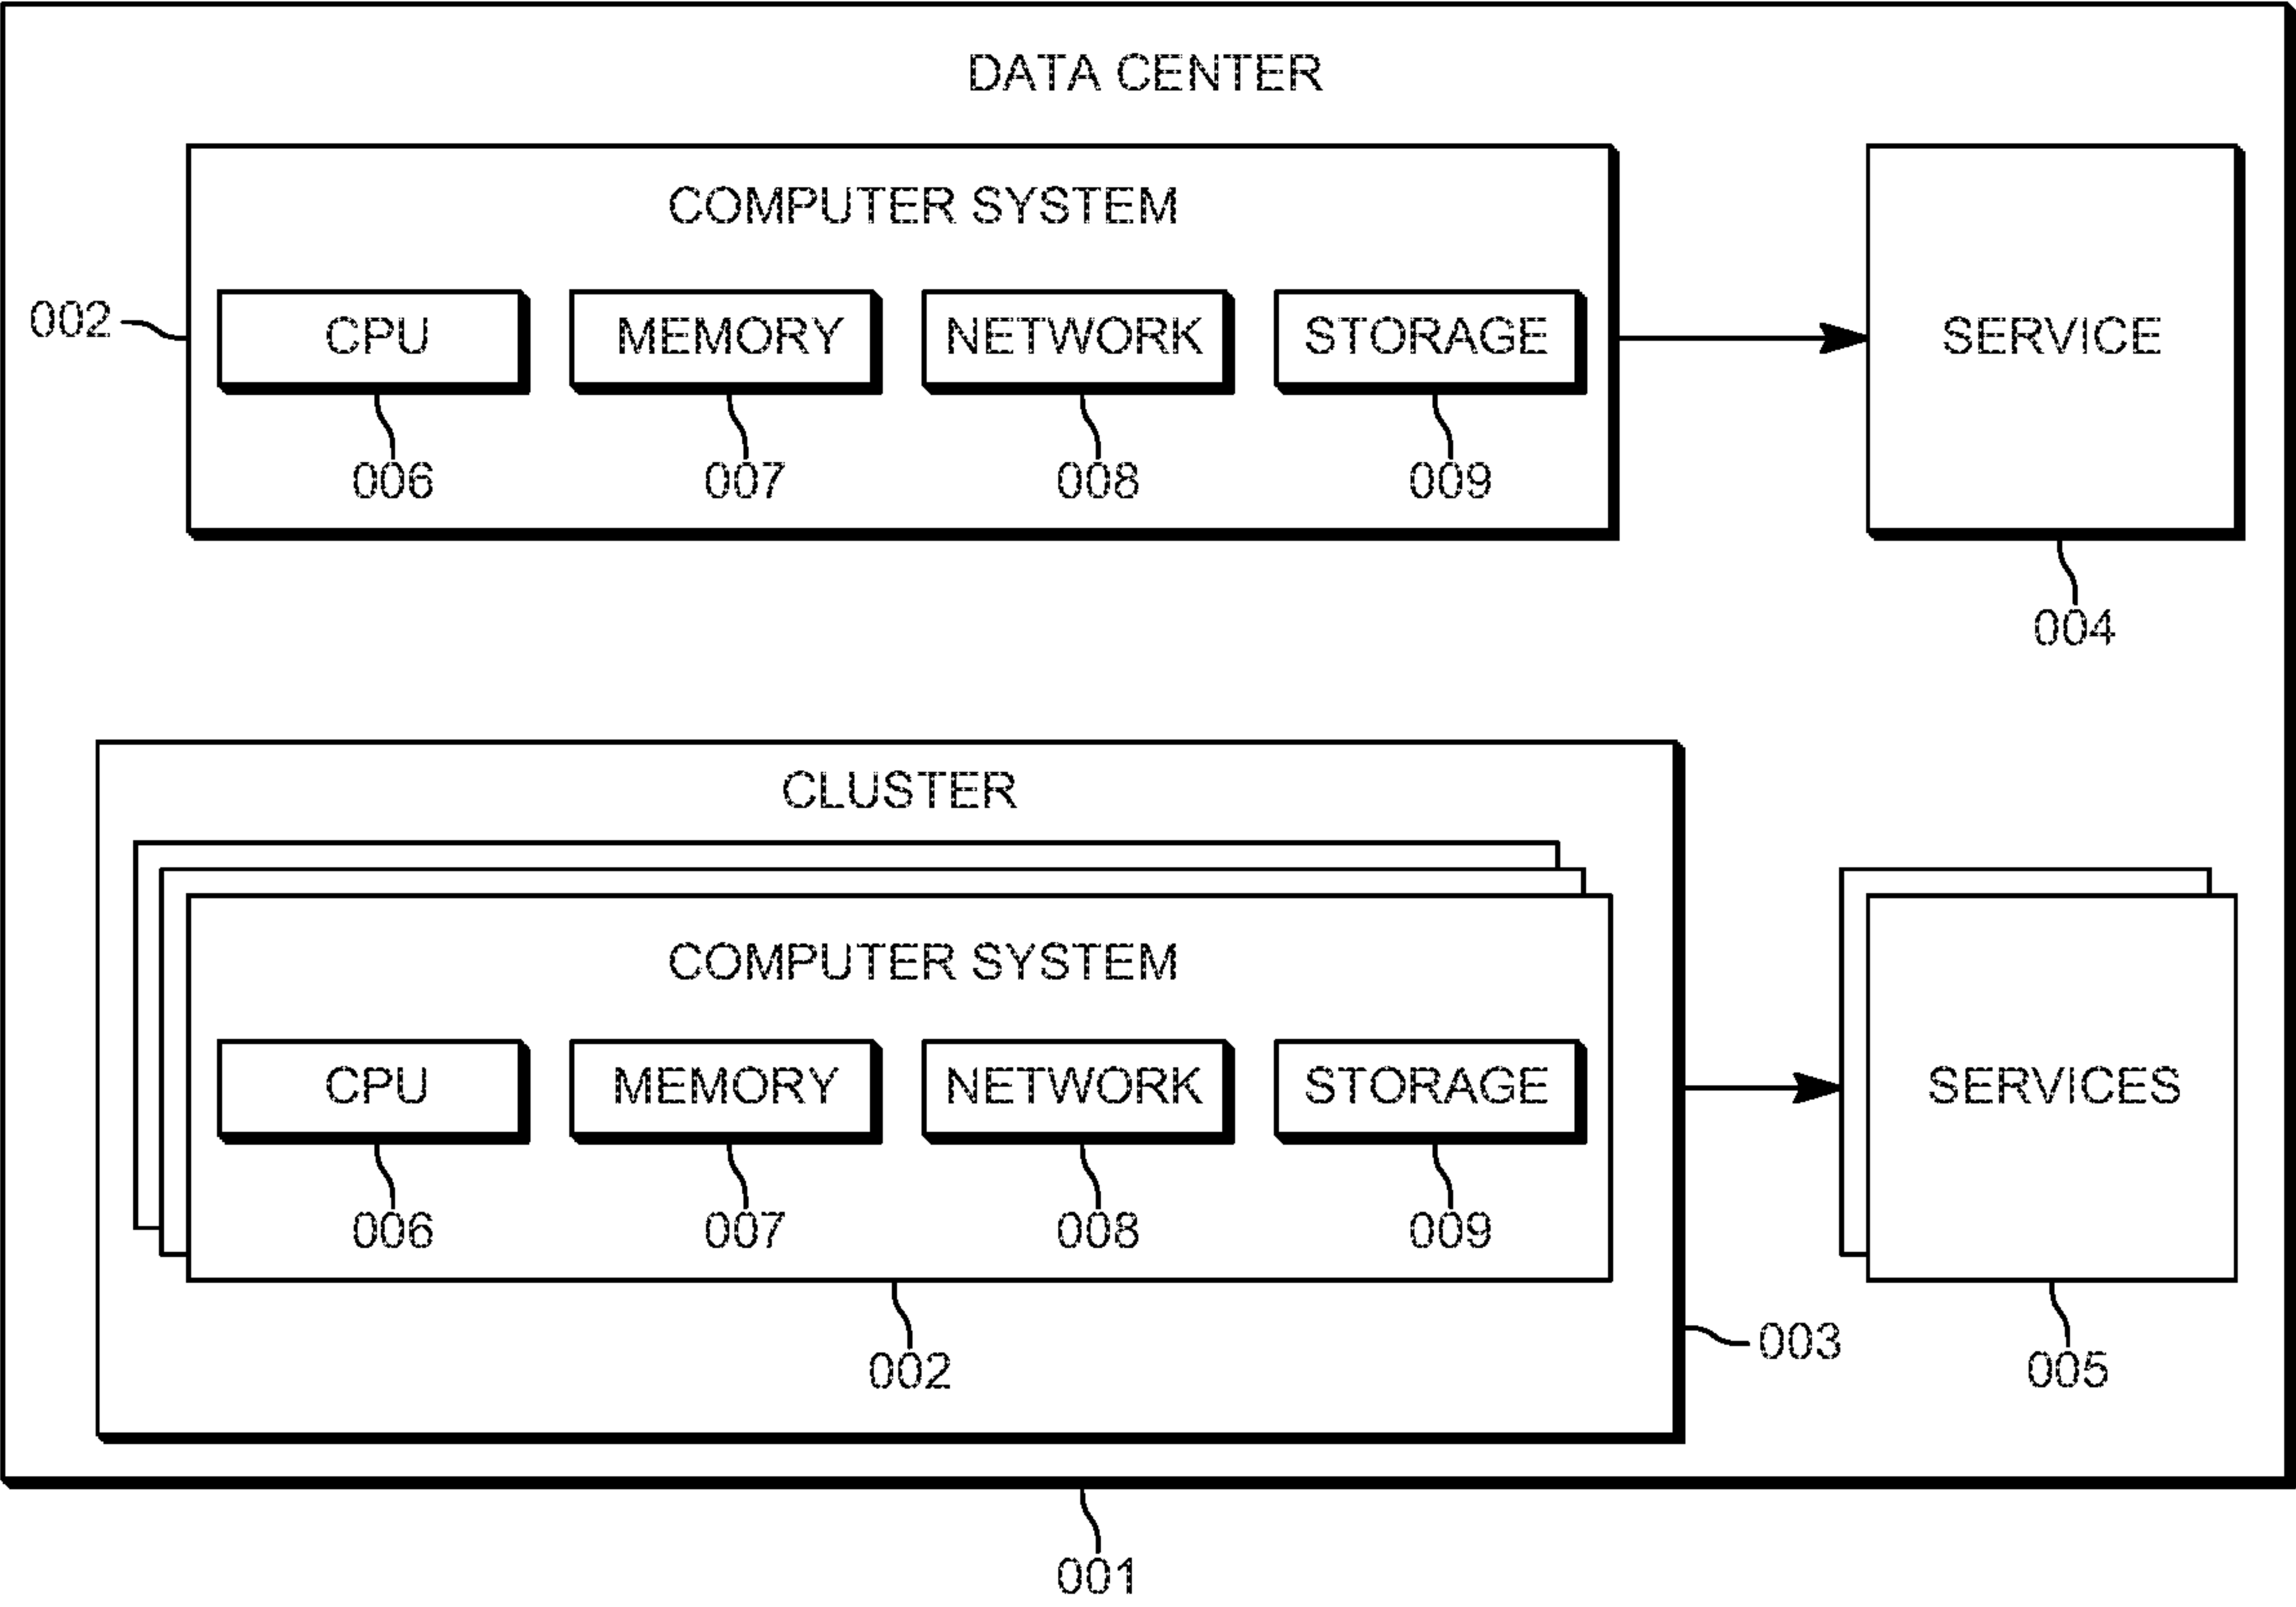 DATA CENTER
COMPUTER SYSTEM
002
CPU
MEMORY
NETWORK
STORAGE
SERVICE
006
007
008
009
004
CLUSTER
COMPUTER SYSTEM
CPU
MEMORY
NETWORK
STORAGE
SERVICES
006
007
008
009
002
003
005
001